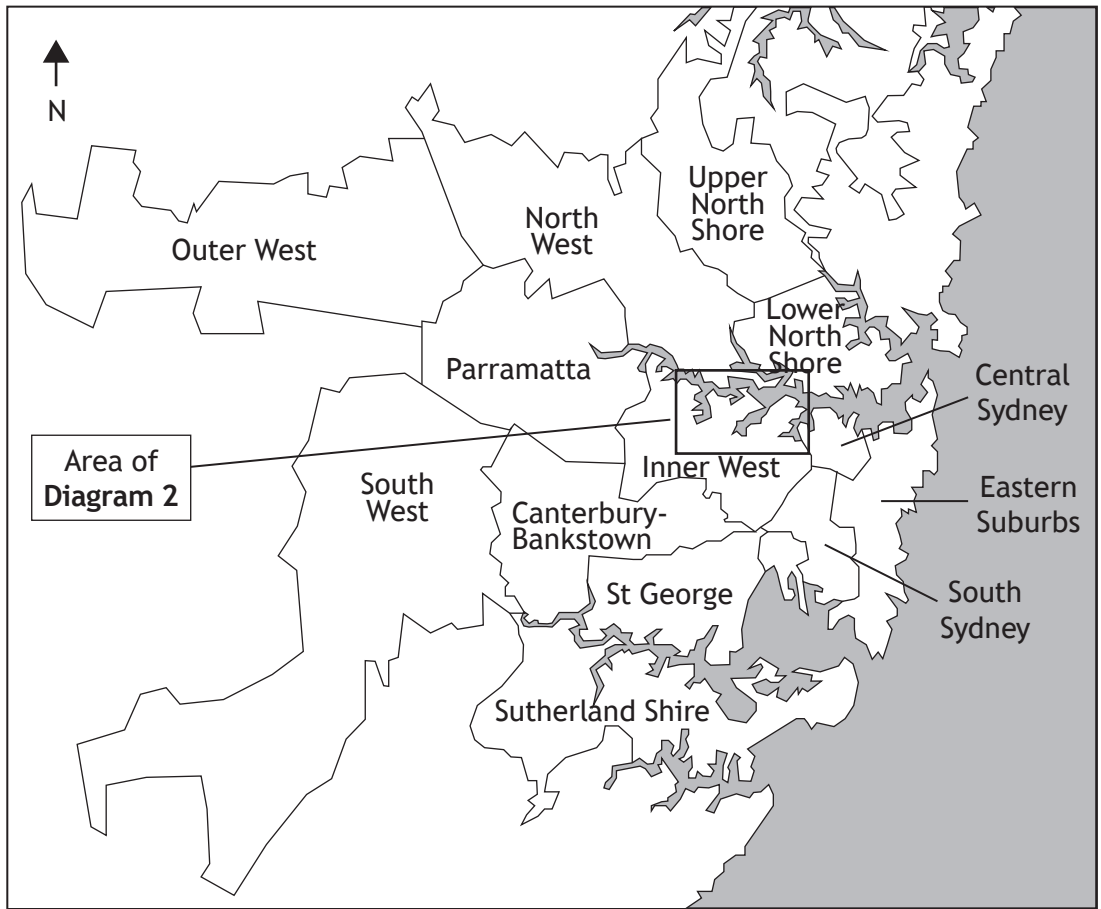 N
Upper
North
Shore
North
West
Outer West
Lower
North
Shore
Parramatta
Central
Sydney
Area of
Diagram 2
Inner West
South
West
Eastern
Suburbs
Canterbury-
Bankstown
St George
South
Sydney
Sutherland Shire